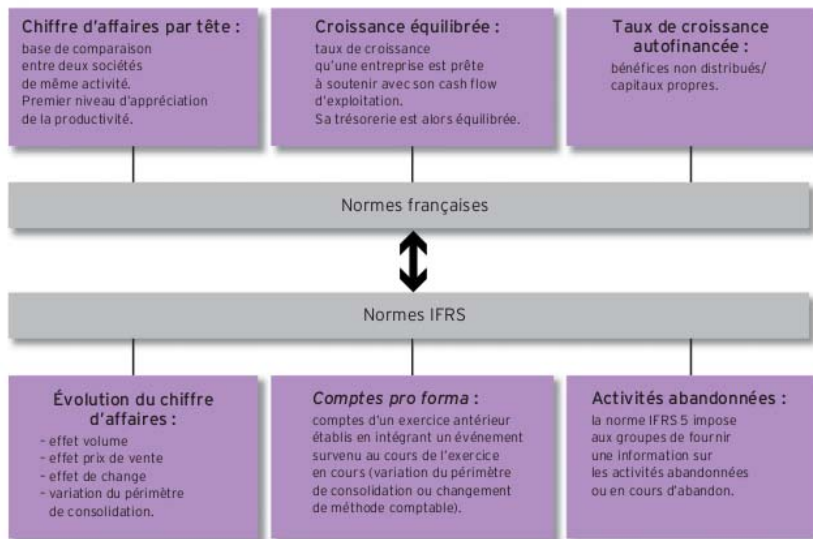 Chiffre d'affaires par tête :
base de comparaison
entre deux sociétés
de même activité.
Premier niveau d'appréciation
de la productivité.
Croissance équilibrée :
taux de croissance
qu'une entreprise est prête
à soutenir avec son cash flow
d'exploitation.
Sa trésorerie est alors équilibrée.
Taux de croissance
autofinancée :
bénéfices non distribués/
capitaux propres.
Normes françaises
Normes IFRS
Évolution du chiffre
d'affaires :
– effet volume
– effet prix de vente
– effet de change
– variation du périmètre
de consolidation.
Comptes pro forma :
comptes d'un exercice antérieur
établis en intégrant un événement
survenu au cours de l'exercice
en cours (variation du périmètre
de consolidation ou changement
de méthode comptable).
Activités abandonnées :
la norme IFRS 5 impose
aux groupes de fournir
une information sur
les activités abandonnées
ou en cours d'abandon.